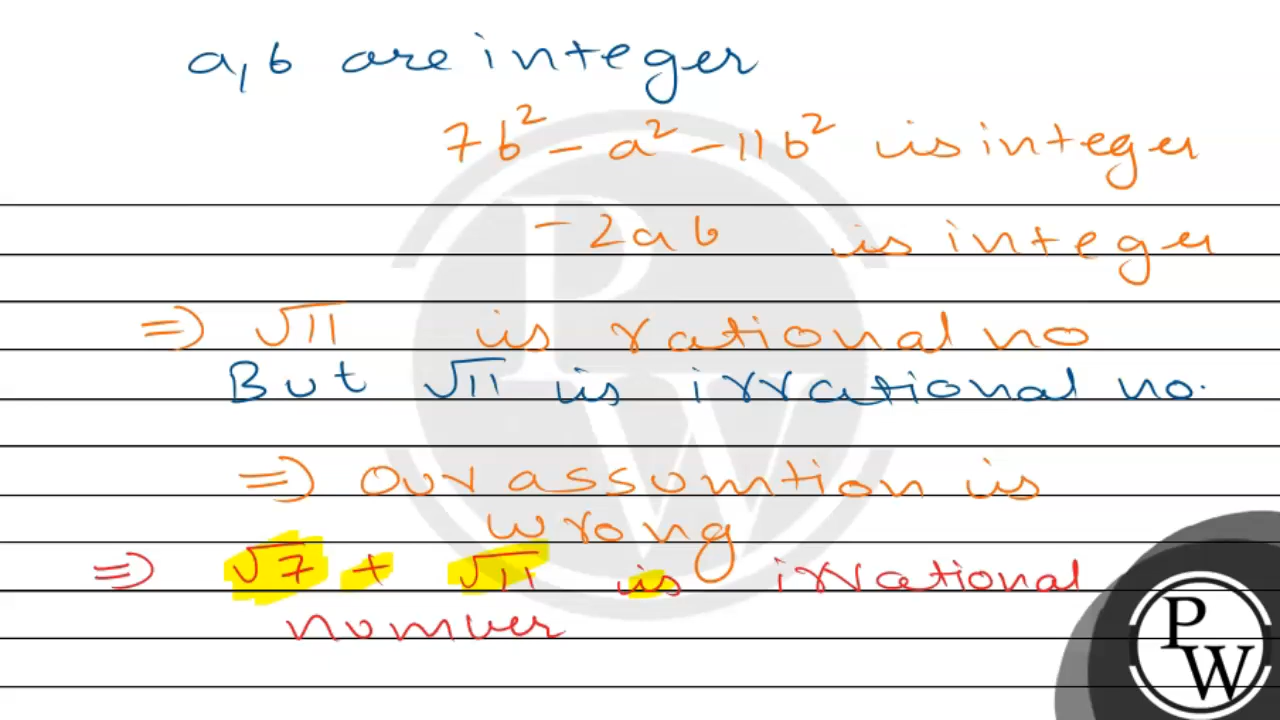 a, b are integer
7b² - a² - 11b² is integer
- 2ab is integer
=) √11 is rational no
But √11 is irrational no.
=) our assumtion is
wrong
=) √7 + √11 is irrational
number
PW